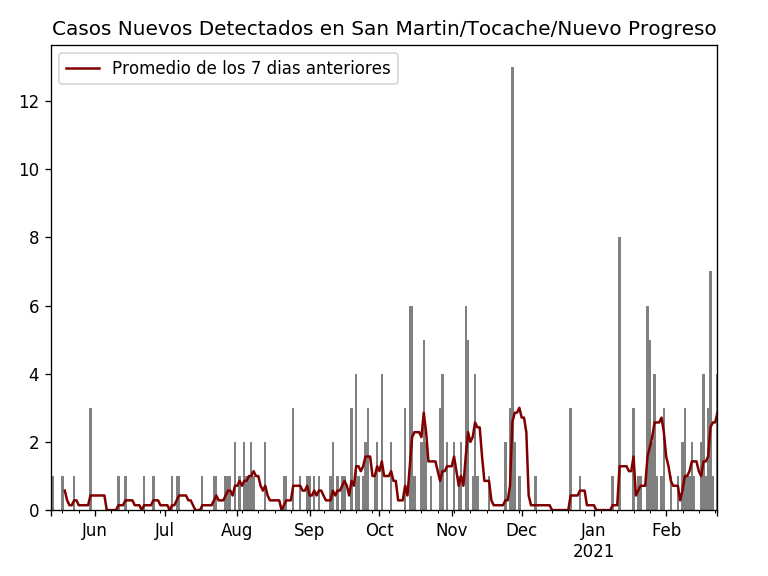 Casos Nuevos Detectados en San Martin/Tocache/Nuevo Progreso
Promedio de los 7 dias anteriores
12
10
8
6
4
2
0
Jun Jul Aug Sep Oct Nov Dec Jan Feb
2021